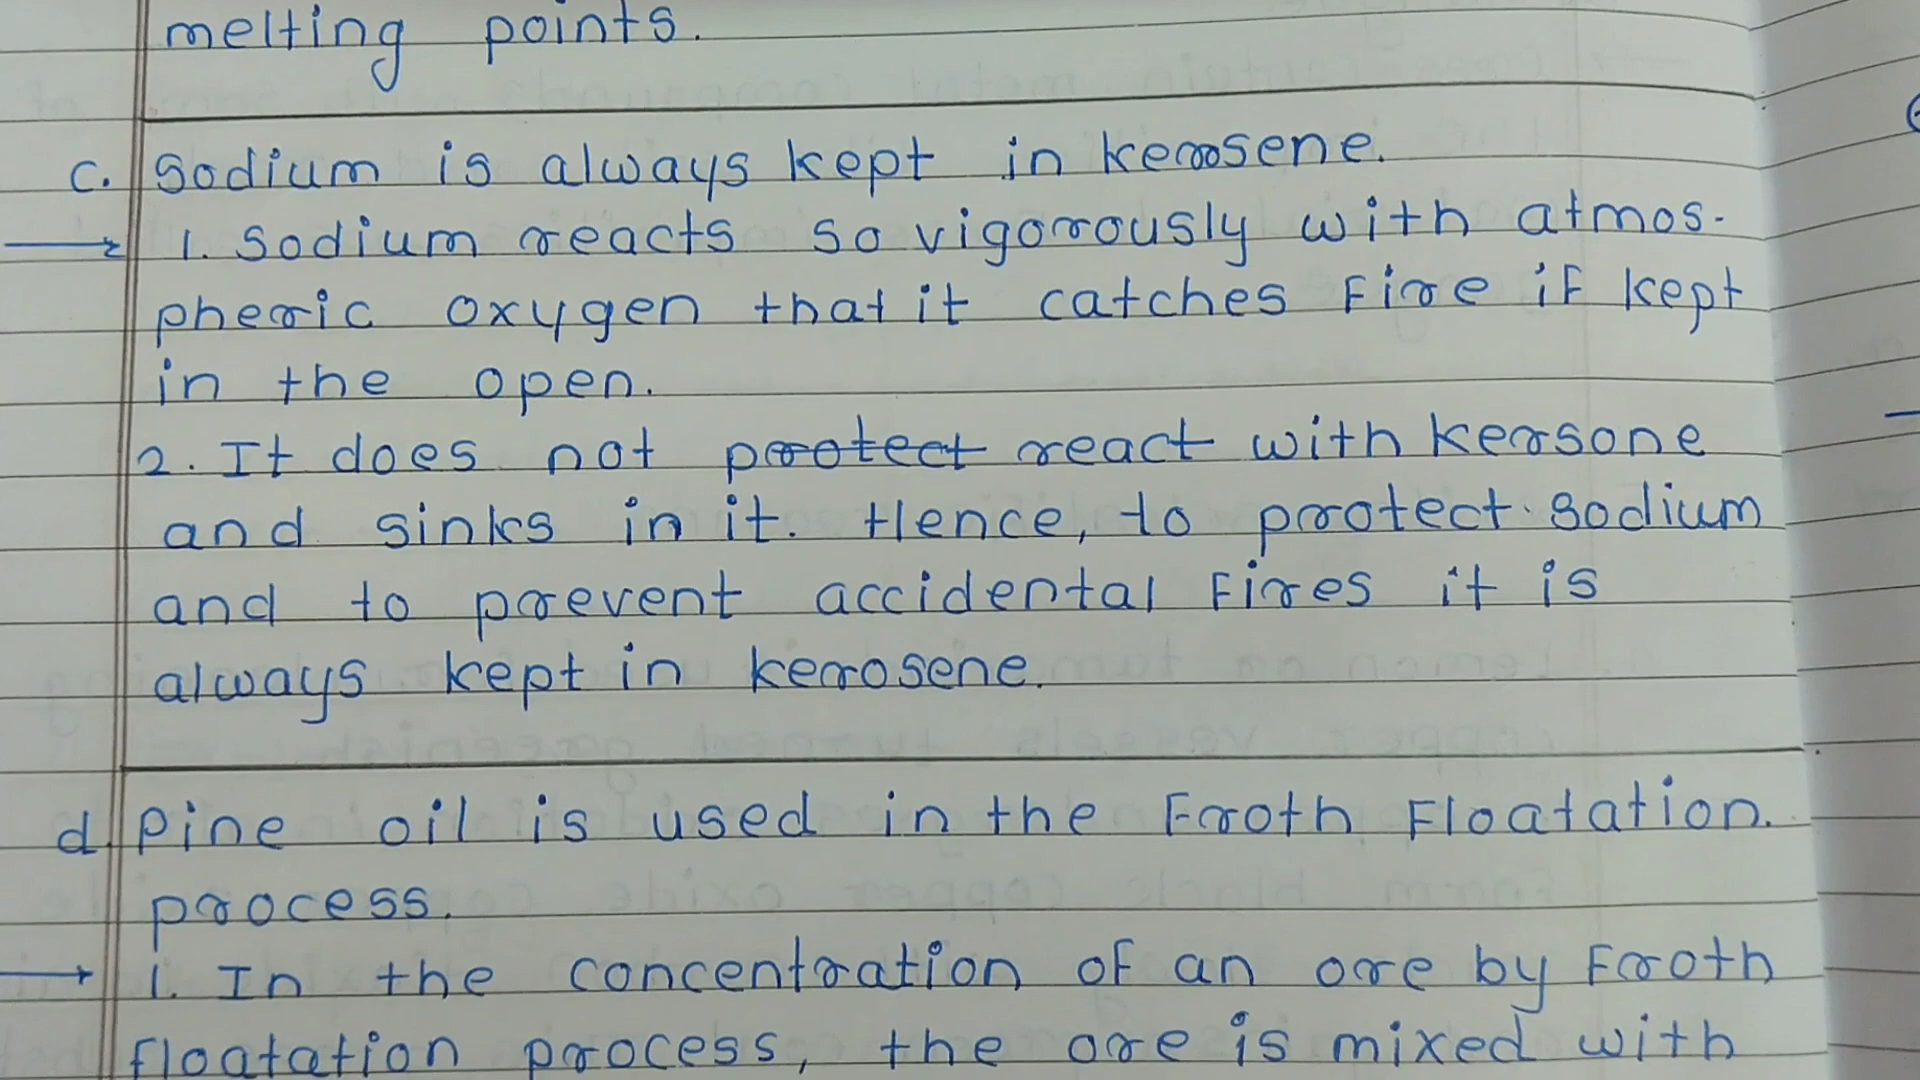 melting points.
c. Sodium is always kept in kerosene.
→ 1. Sodium reacts so vigorously with atmos-
pheric oxygen that it catches fire if kept
in the open.
2. It does not protect react with kersone
and sinks in it. Hence, to protect sodium
and to prevent accidental fires it is
always kept in kerosene.
d. Pine oil is used in the Froth Floatation.
process.
→ 1. In the concentration of an ore by Froth
floatation process, the ore is mixed with